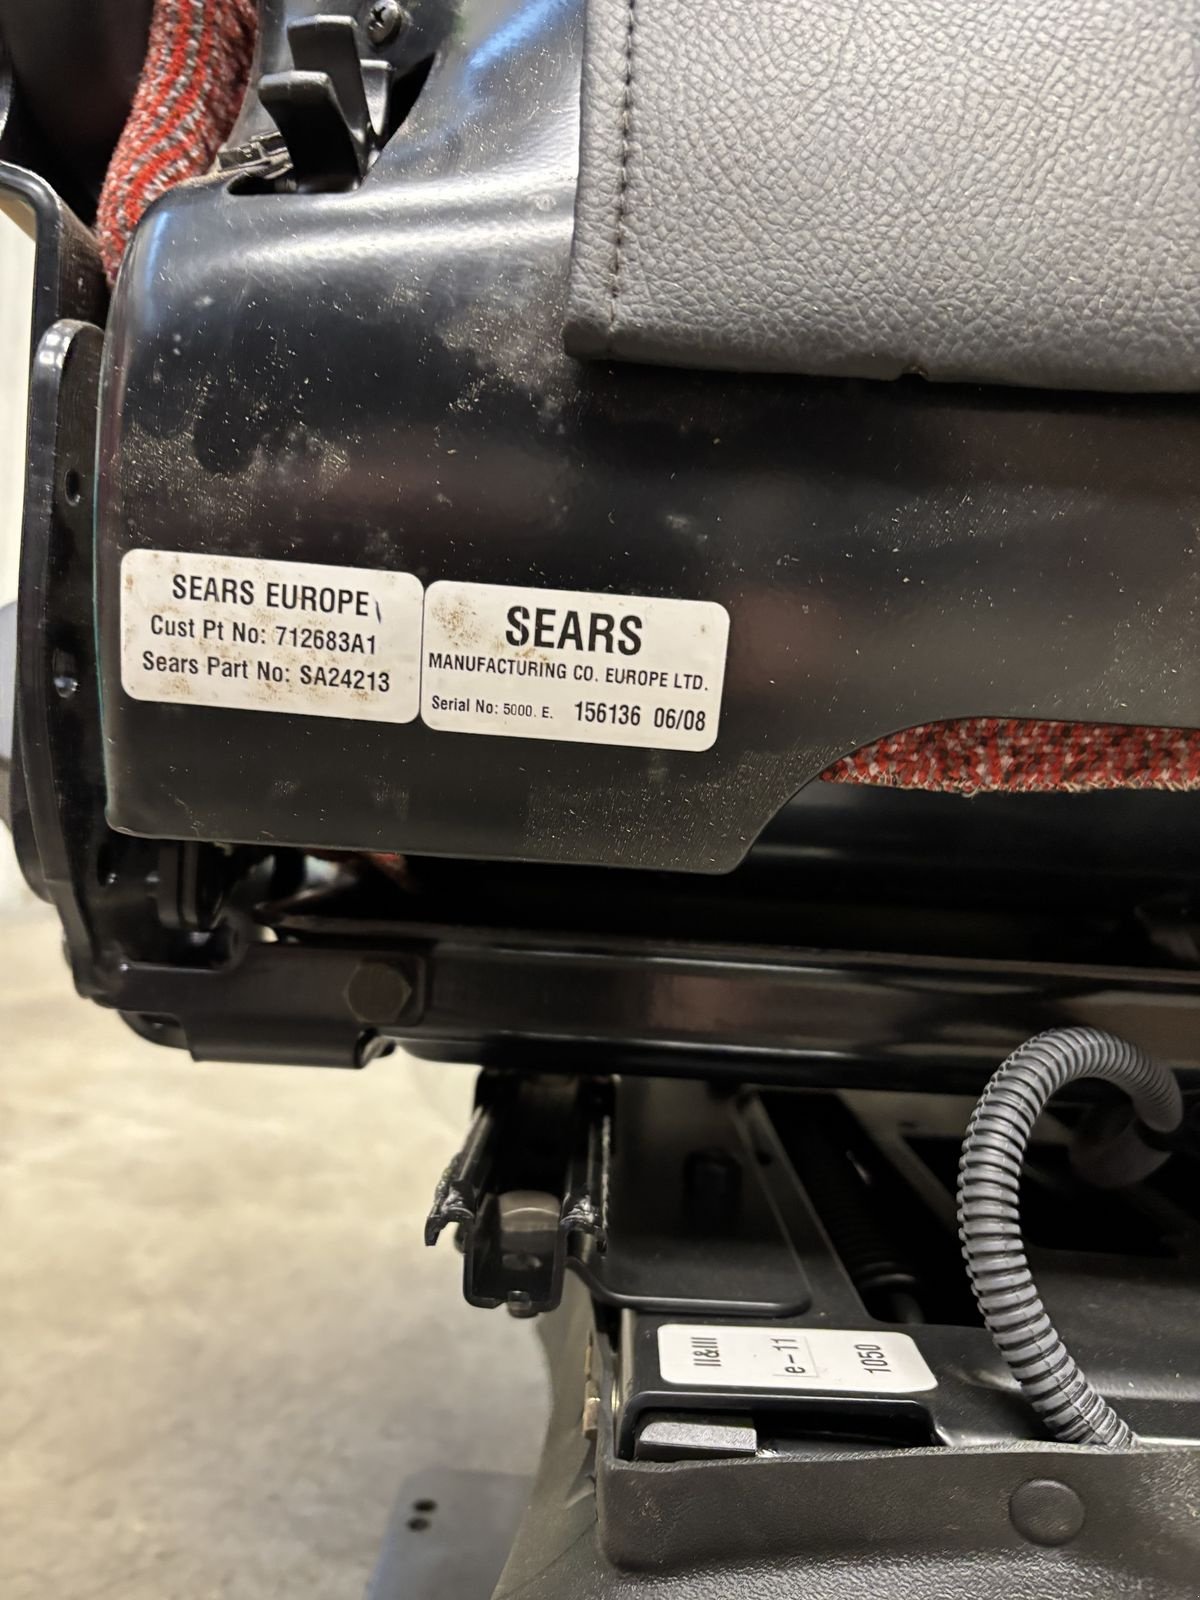 SEARS EUROPE
Cust Pt No: 712683A1
Sears Part No: SA24213
SEARS
MANUFACTURING CO. EUROPE LTD.
Serial No: 5000. E. 156136 06/08
II&III
e-11
1050